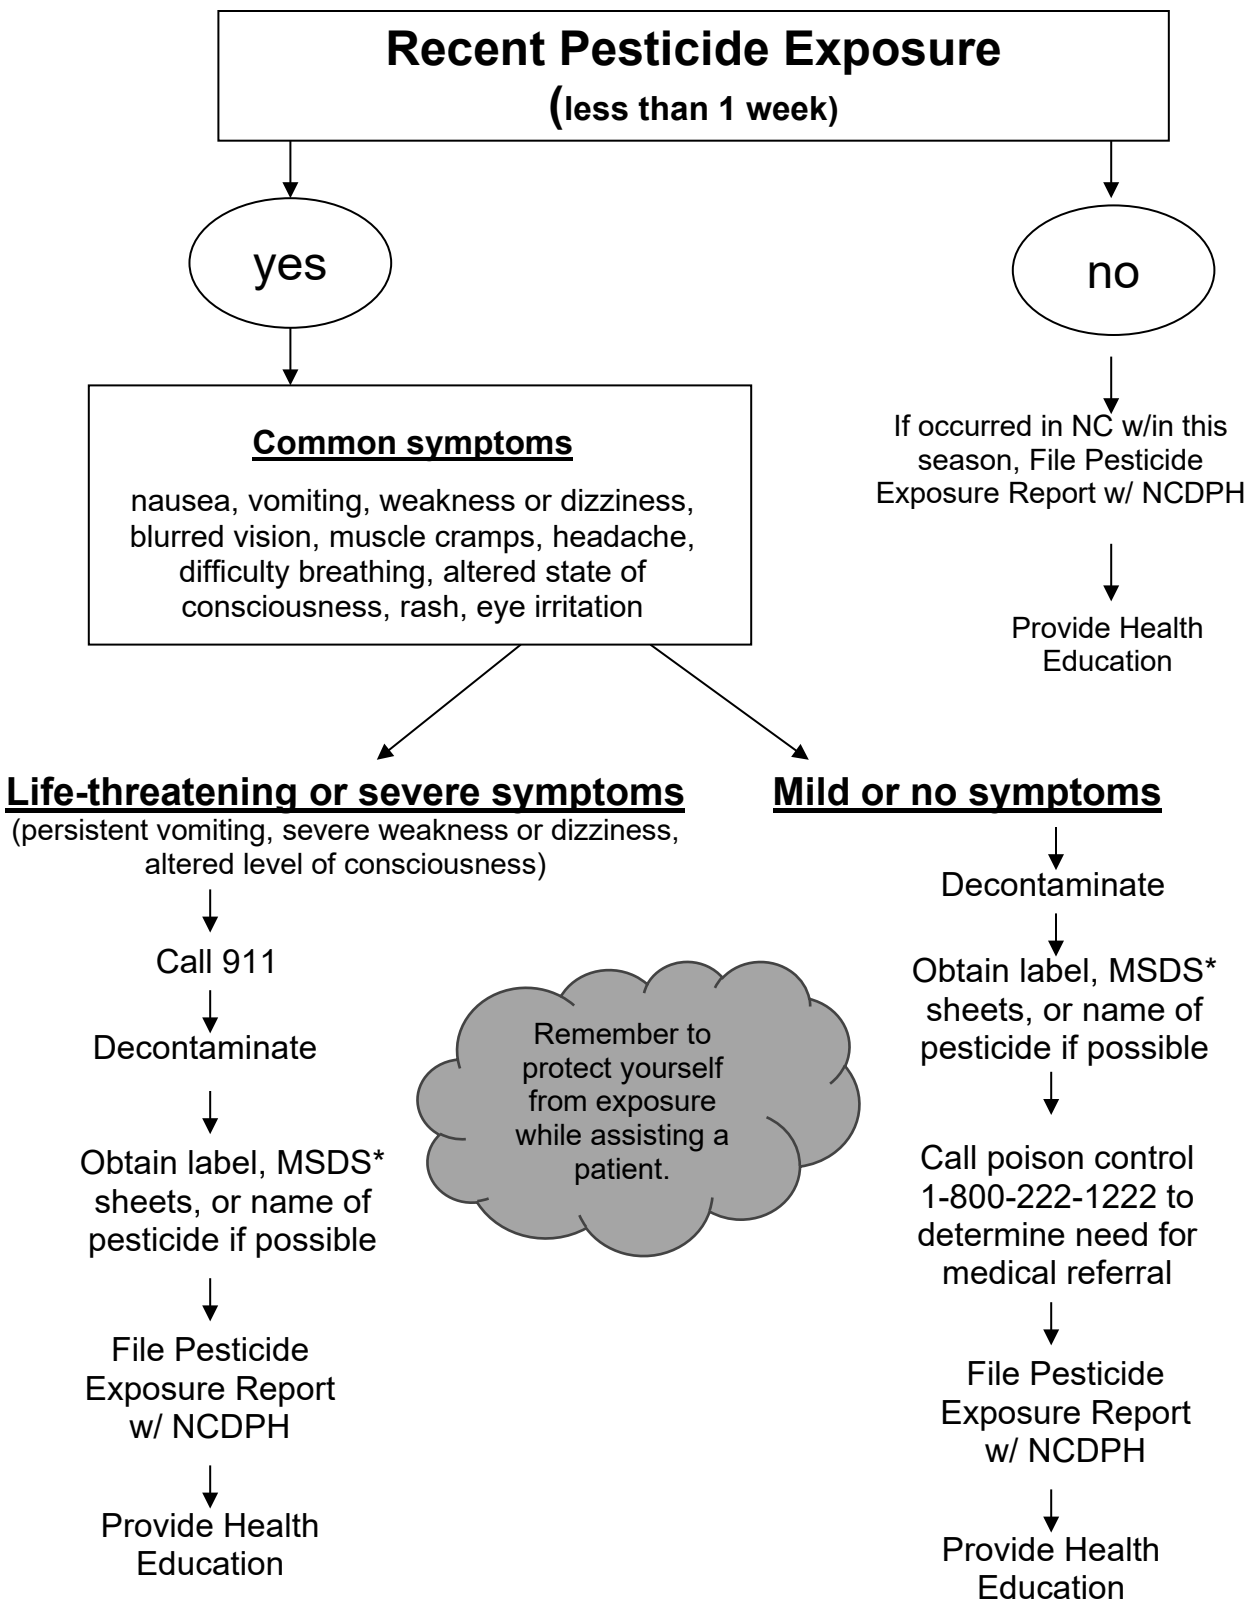 Recent Pesticide Exposure
(less than 1 week)
yes
no
Common symptoms
nausea, vomiting, weakness or dizziness,
blurred vision, muscle cramps, headache,
difficulty breathing, altered state of
consciousness, rash, eye irritation
If occurred in NC w/in this
season, File Pesticide
Exposure Report w/ NCDPH
Provide Health
Education
Life-threatening or severe symptoms
(persistent vomiting, severe weakness or dizziness,
altered level of consciousness)
Call 911
Decontaminate
Obtain label, MSDS*
sheets, or name of
pesticide if possible
File Pesticide
Exposure Report
w/ NCDPH
Provide Health
Education
Remember to
protect yourself
from exposure
while assisting a
patient.
Mild or no symptoms
Decontaminate
Obtain label, MSDS*
sheets, or name of
pesticide if possible
Call poison control
1-800-222-1222 to
determine need for
medical referral
File Pesticide
Exposure Report
w/ NCDPH
Provide Health
Education